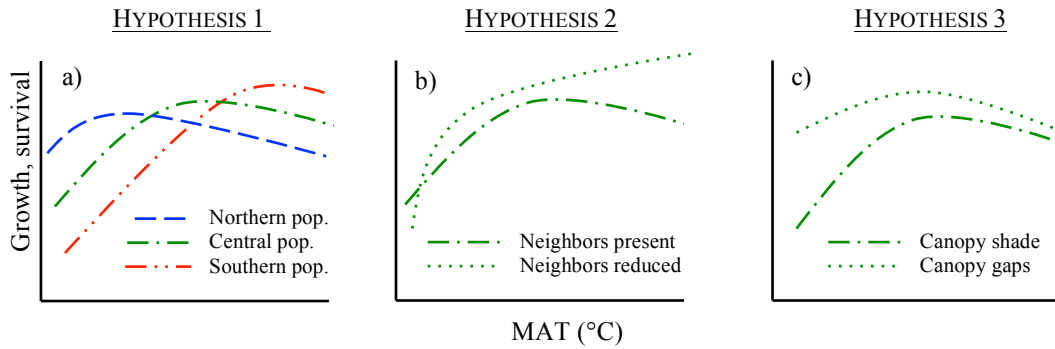 HYPOTHESIS 1
HYPOTHESIS 2
HYPOTHESIS 3
Growth, survival
a)
Northern pop.
Central pop.
Southern pop.
b)
Neighbors present
Neighbors reduced
c)
Canopy shade
Canopy gaps
MAT (°C)